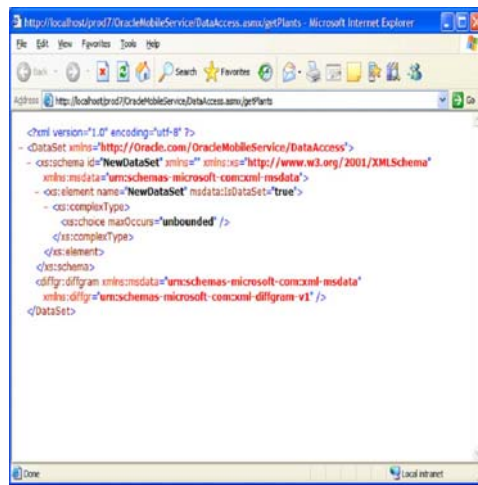 http://localhost/prod7/OracleMobileService/DataAccess.asmx/getPlants - Microsoft Internet Explorer
File Edit View Favorites Tools Help
Back Search Favorites
Address http://localhost/prod7/OracleMobileService/DataAccess.asmx/getPlants Go
<?xml version="1.0" encoding="utf-8" ?>
- <DataSet xmlns="http://Oracle.com/OracleMobileService/DataAccess">
- <xs:schema id="NewDataSet" xmlns="" xmlns:xs="http://www.w3.org/2001/XMLSchema"
xmlns:msdata="urn:schemas-microsoft-com:xml-msdata">
- <xs:element name="NewDataSet" msdata:IsDataSet="true">
- <xs:complexType>
<xs:choice maxOccurs="unbounded" />
</xs:complexType>
</xs:element>
</xs:schema>
<diffgr:diffgram xmlns:msdata="urn:schemas-microsoft-com:xml-msdata"
xmlns:diffgr="urn:schemas-microsoft-com:xml-diffgram-v1" />
</DataSet>
Done Local intranet